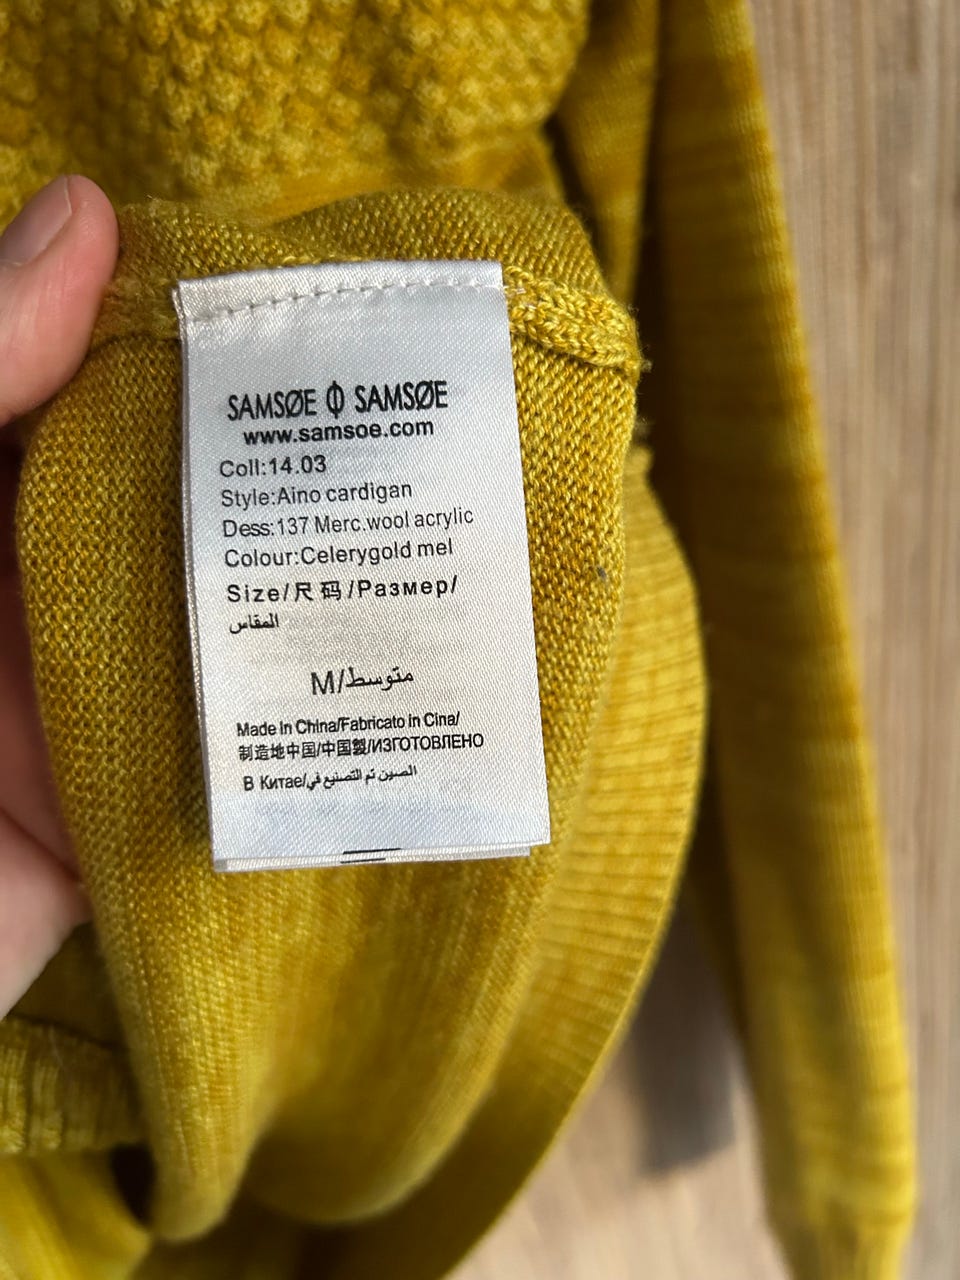 SAMSØE Φ SAMSØE
www.samsoe.com
Coll:14.03
Style:Aino cardigan
Dess:137 Merc.wool acrylic
Colour:Celerygold mel
Size/尺码/Размер/
المقاس
M/متوسط
Made in China/Fabricato in Cina/
制造地中国/中国製/ИЗГОТОВЛЕНО
В Китае/الصين تم التصنيع في